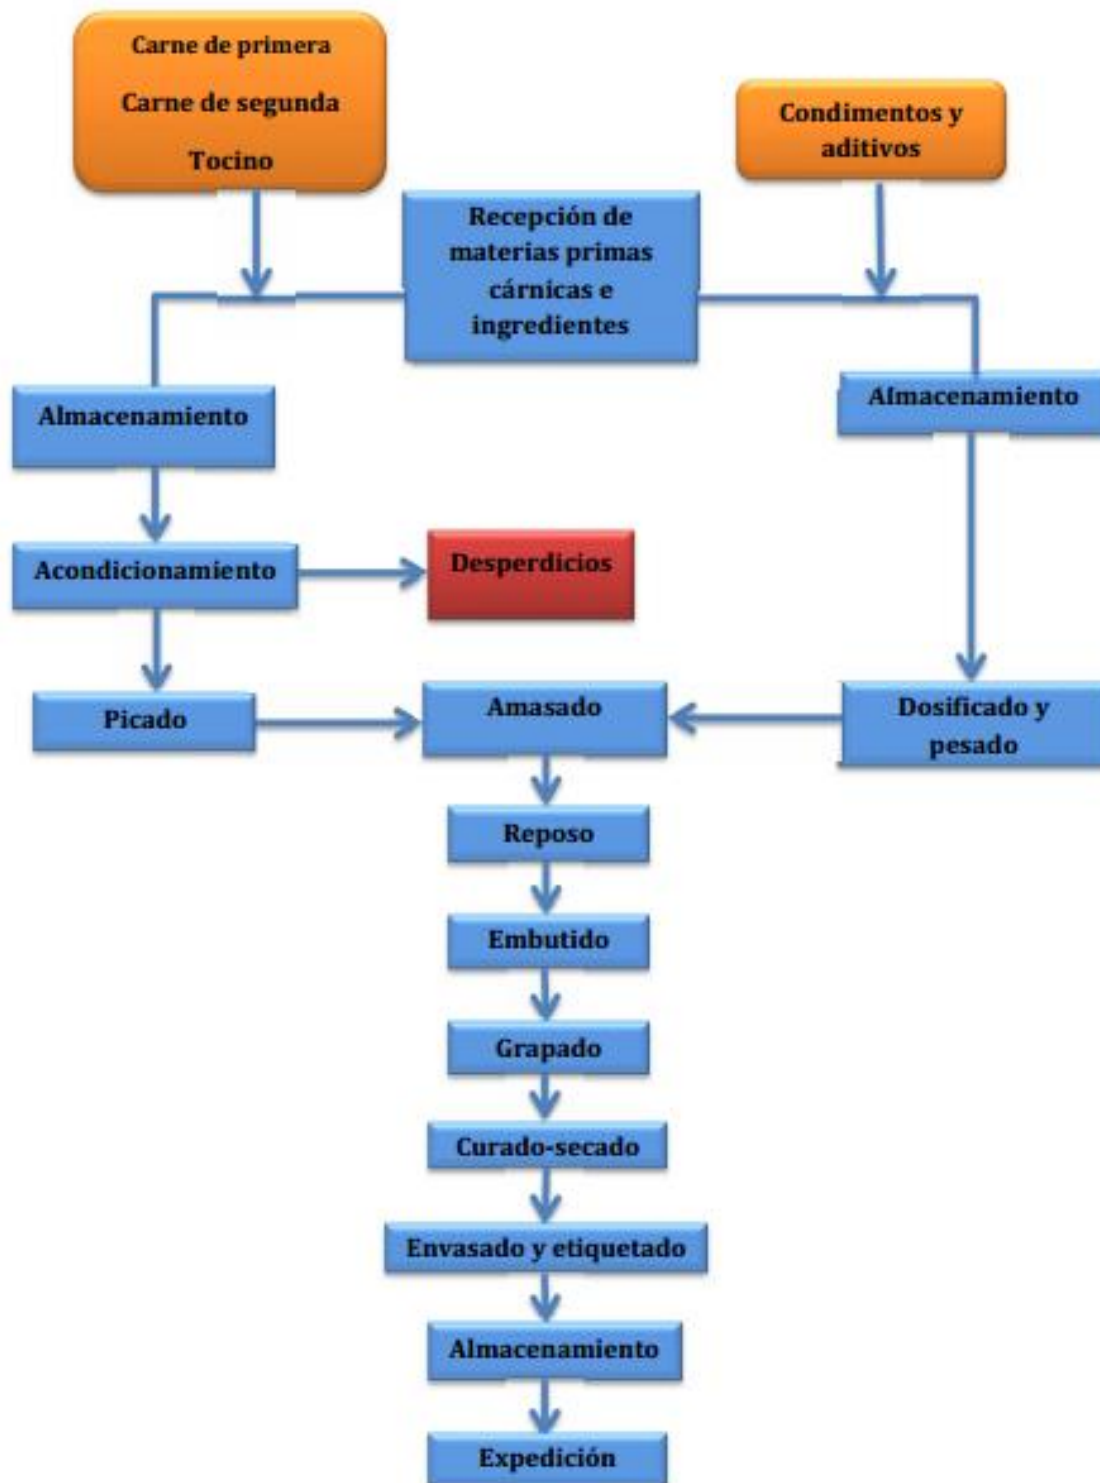 Carne de primera
Carne de segunda
Tocino
Condimentos y
aditivos
Recepción de
materias primas
cárnicas e
ingredientes
Almacenamiento
Almacenamiento
Acondicionamiento
Desperdicios
Picado
Amasado
Dosificado y
pesado
Reposo
Embutido
Grapado
Curado-secado
Envasado y etiquetado
Almacenamiento
Expedición